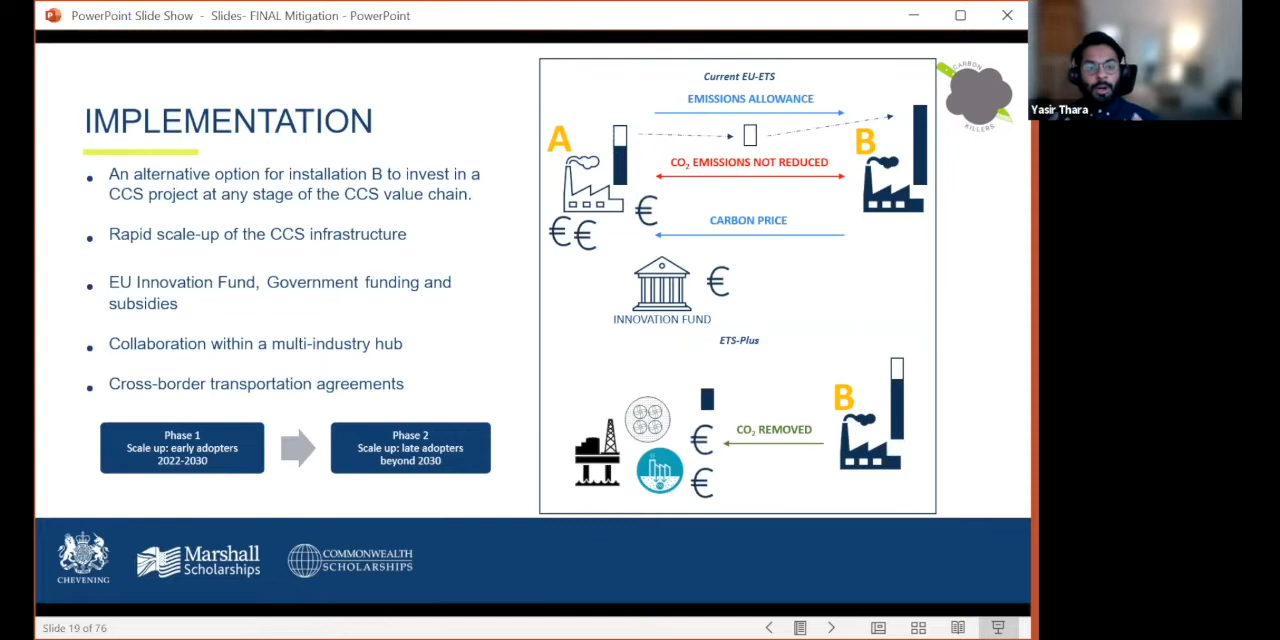 PowerPoint Slide Show - Slides- FINAL Mitigation - PowerPoint
IMPLEMENTATION
• An alternative option for installation B to invest in a
CCS project at any stage of the CCS value chain.
• Rapid scale-up of the CCS infrastructure
• EU Innovation Fund, Government funding and
subsidies
• Collaboration within a multi-industry hub
• Cross-border transportation agreements
Phase 1
Scale up: early adopters
2022-2030
Phase 2
Scale up: late adopters
beyond 2030
Current EU-ETS
EMISSIONS ALLOWANCE
A
B
CO₂ EMISSIONS NOT REDUCED
€
CARBON PRICE
€€
€
INNOVATION FUND
ETS-Plus
B
CO₂ REMOVED
€
€
CARBON
KILLERS
Yasir Thara
CHEVENING
Marshall
Scholarships
COMMONWEALTH
SCHOLARSHIPS
Slide 19 of 76